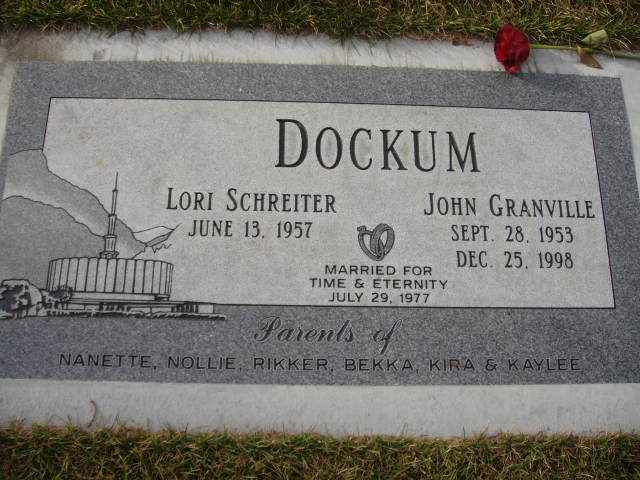 DOCKUM
LORI SCHREITER
JUNE 13, 1957
JOHN GRANVILLE
SEPT. 28, 1953
DEC. 25, 1998
MARRIED FOR
TIME & ETERNITY
JULY 29, 1977
Parents of
NANETTE, NOLLIE, RIKKER, BEKKA, KIRA & KAYLEE